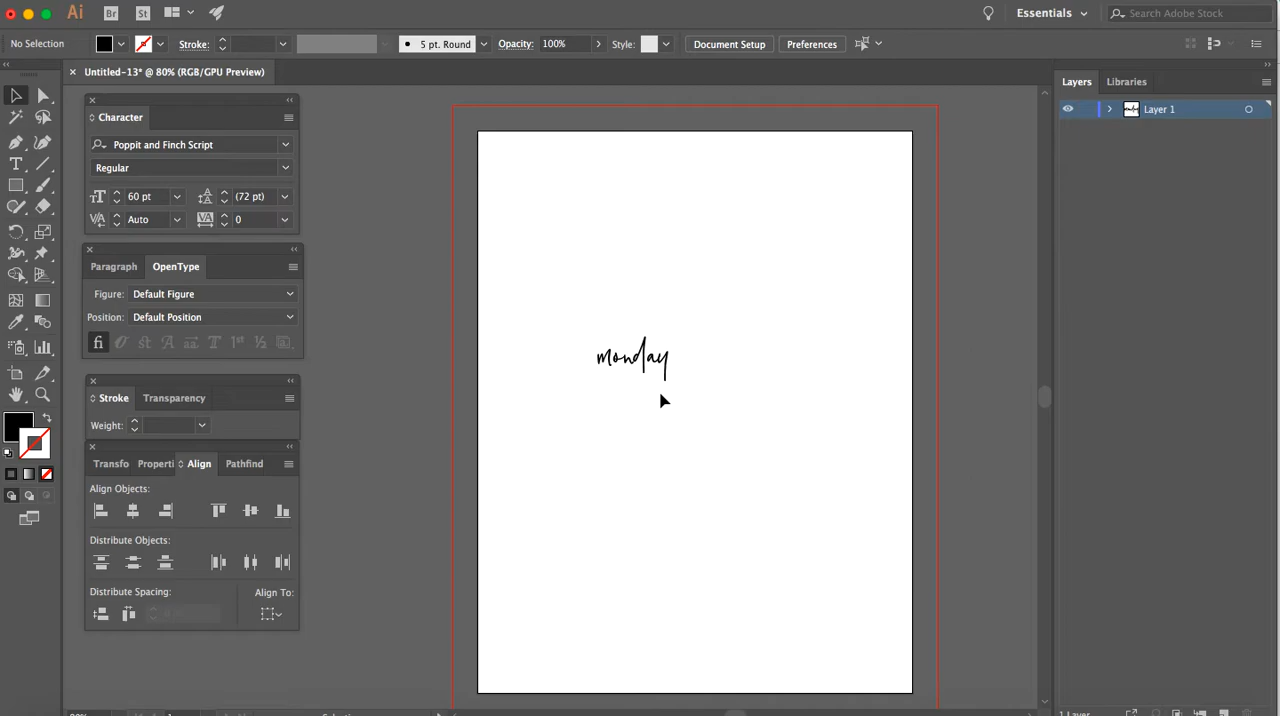 Ai Br St Essentials Search Adobe Stock
No Selection Stroke: 5 pt. Round Opacity: 100% Style: Document Setup Preferences
Untitled-13* @ 80% (RGB/GPU Preview)
Layers Libraries
Layer 1
Character
Poppit and Finch Script
Regular
60 pt (72 pt)
Auto 0
Paragraph OpenType
Figure: Default Figure
Position: Default Position
Stroke Transparency
Weight:
Transfo Properti Align Pathfind
Align Objects:
Distribute Objects:
Distribute Spacing: Align To:
monday
1 Layer